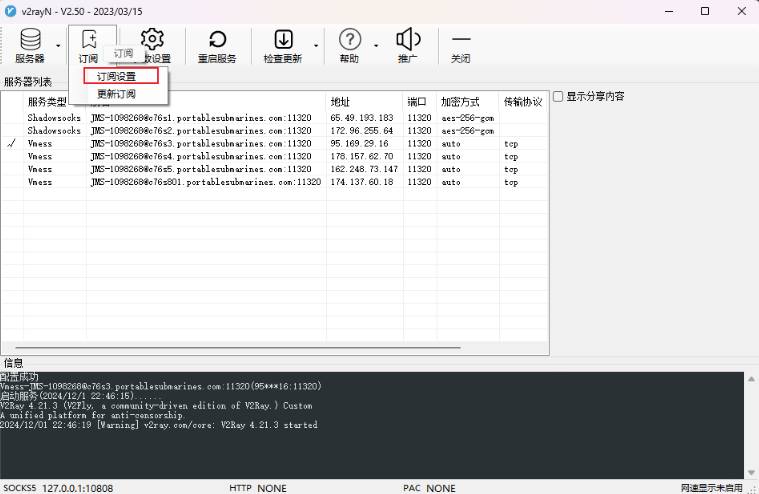 v2rayN - V2.50 - 2023/03/15
服务器 订阅 设置 重启服务 检查更新 帮助 推广 关闭
订阅
订阅设置
更新订阅
服务器列表
服务类型 地址 端口 加密方式 传输协议
显示分享内容
Shadowsocks JMS-1098268@c76s1.portablesubmarines.com:11320 65.49.193.183 11320 aes-256-gcm
Shadowsocks JMS-1098268@c76s2.portablesubmarines.com:11320 172.96.255.64 11320 aes-256-gcm
Vmess JMS-1098268@c76s3.portablesubmarines.com:11320 95.169.29.16 11320 auto tcp
Vmess JMS-1098268@c76s4.portablesubmarines.com:11320 178.157.62.70 11320 auto tcp
Vmess JMS-1098268@c76s5.portablesubmarines.com:11320 162.248.73.147 11320 auto tcp
Vmess JMS-1098268@c76s801.portablesubmarines.com:11320 174.137.60.18 11320 auto tcp
信息
配置成功
Vmess-JMS-1098268@c76s3.portablesubmarines.com:11320(95***16:11320)
启动服务(2024/12/1 22:46:15)......
V2Ray 4.21.3 (V2Fly, a community-driven edition of V2Ray.) Custom
A unified platform for anti-censorship.
2024/12/01 22:46:19 [Warning] v2ray.com/core: V2Ray 4.21.3 started
SOCKS5 127.0.0.1:10808 HTTP NONE PAC NONE 网速显示未启用